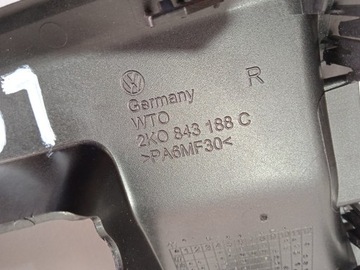 R
Germany
WTO
2K0 843 188 C
>PA6MF30<